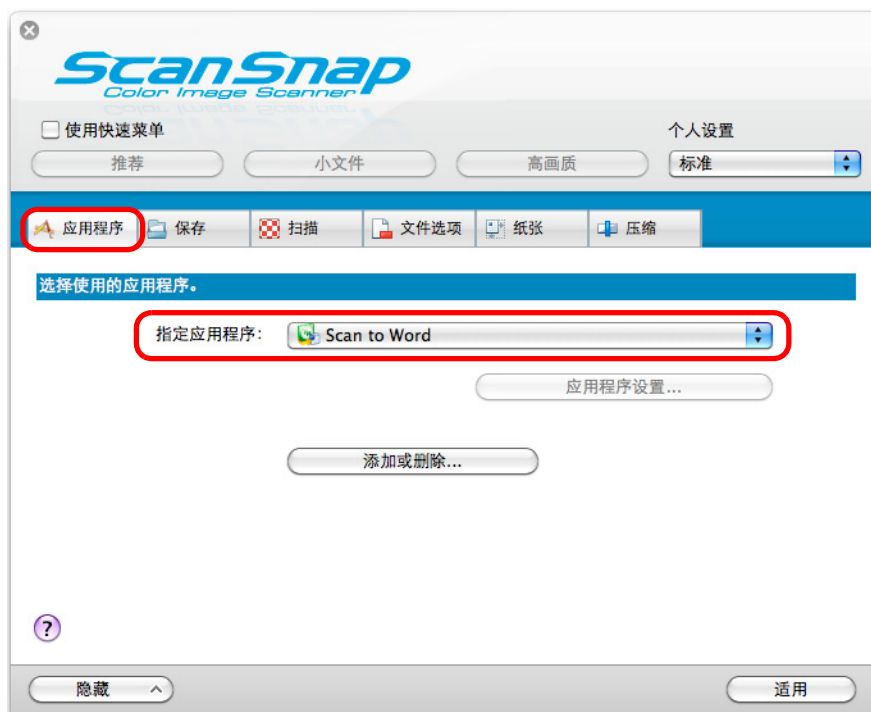 ScanSnap
Color Image Scanner
使用快速菜单
个人设置
推荐 小文件 高画质 标准
应用程序 保存 扫描 文件选项 纸张 压缩
选择使用的应用程序。
指定应用程序： Scan to Word
应用程序设置...
添加或删除...
?
隐藏 适用